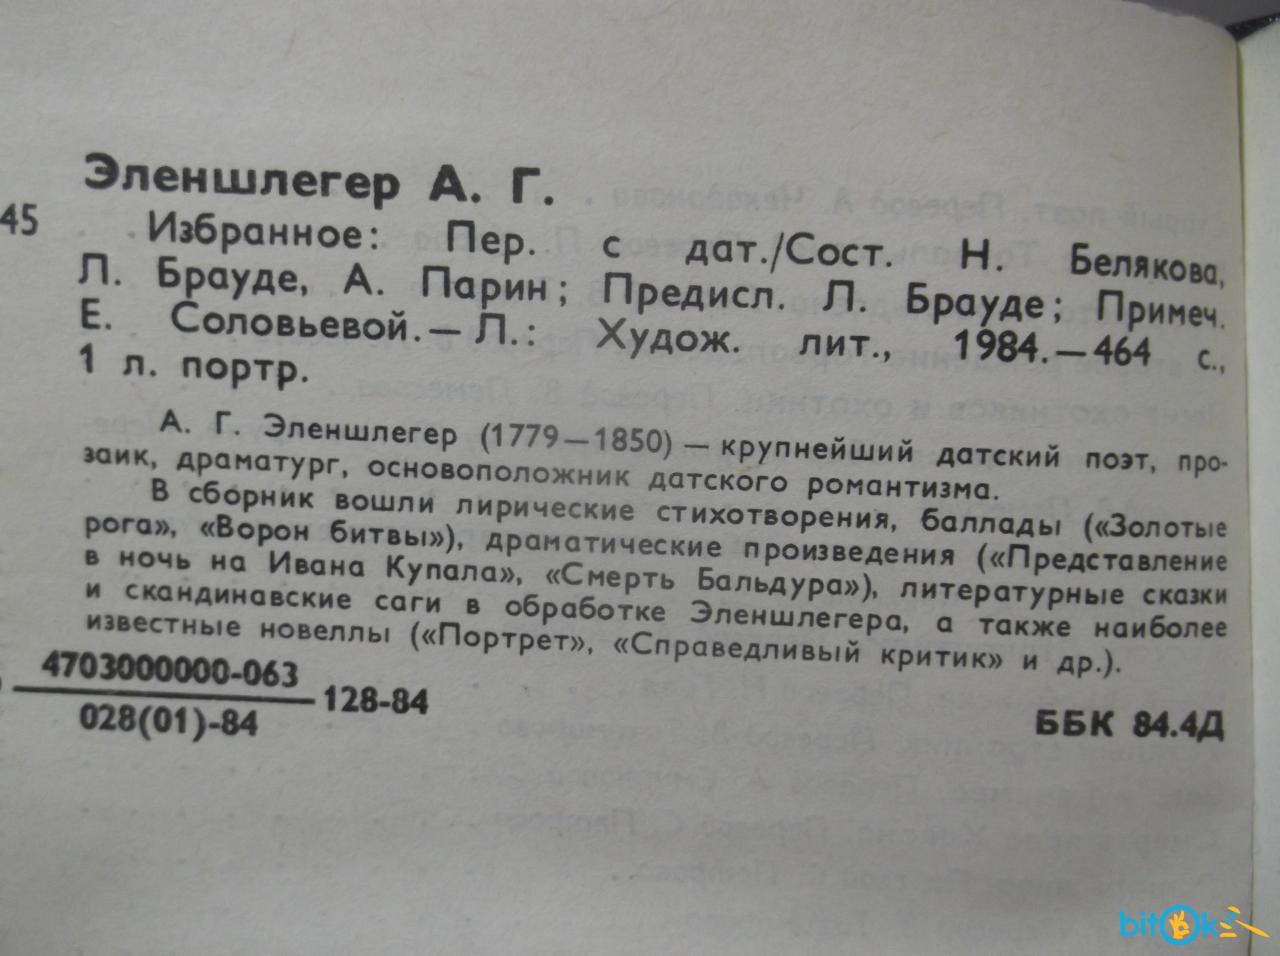 Эленшлегер А. Г.
45 Избранное: Пер. с дат./Сост. Н. Белякова,
Л. Брауде, А. Парин; Предисл. Л. Брауде; Примеч.
Е. Соловьевой.—Л.: Худож. лит., 1984.—464 с.,
1 л. портр.
А. Г. Эленшлегер (1779—1850) — крупнейший датский поэт, про-
заик, драматург, основоположник датского романтизма.
В сборник вошли лирические стихотворения, баллады («Золотые
рога», «Ворон битвы»), драматические произведения («Представление
в ночь на Ивана Купала», «Смерть Бальдура»), литературные сказки
и скандинавские саги в обработке Эленшлегера, а также наиболее
известные новеллы («Портрет», «Справедливый критик» и др.).
4703000000-063
128-84
028(01)-84
ББК 84.4Д
bitOk